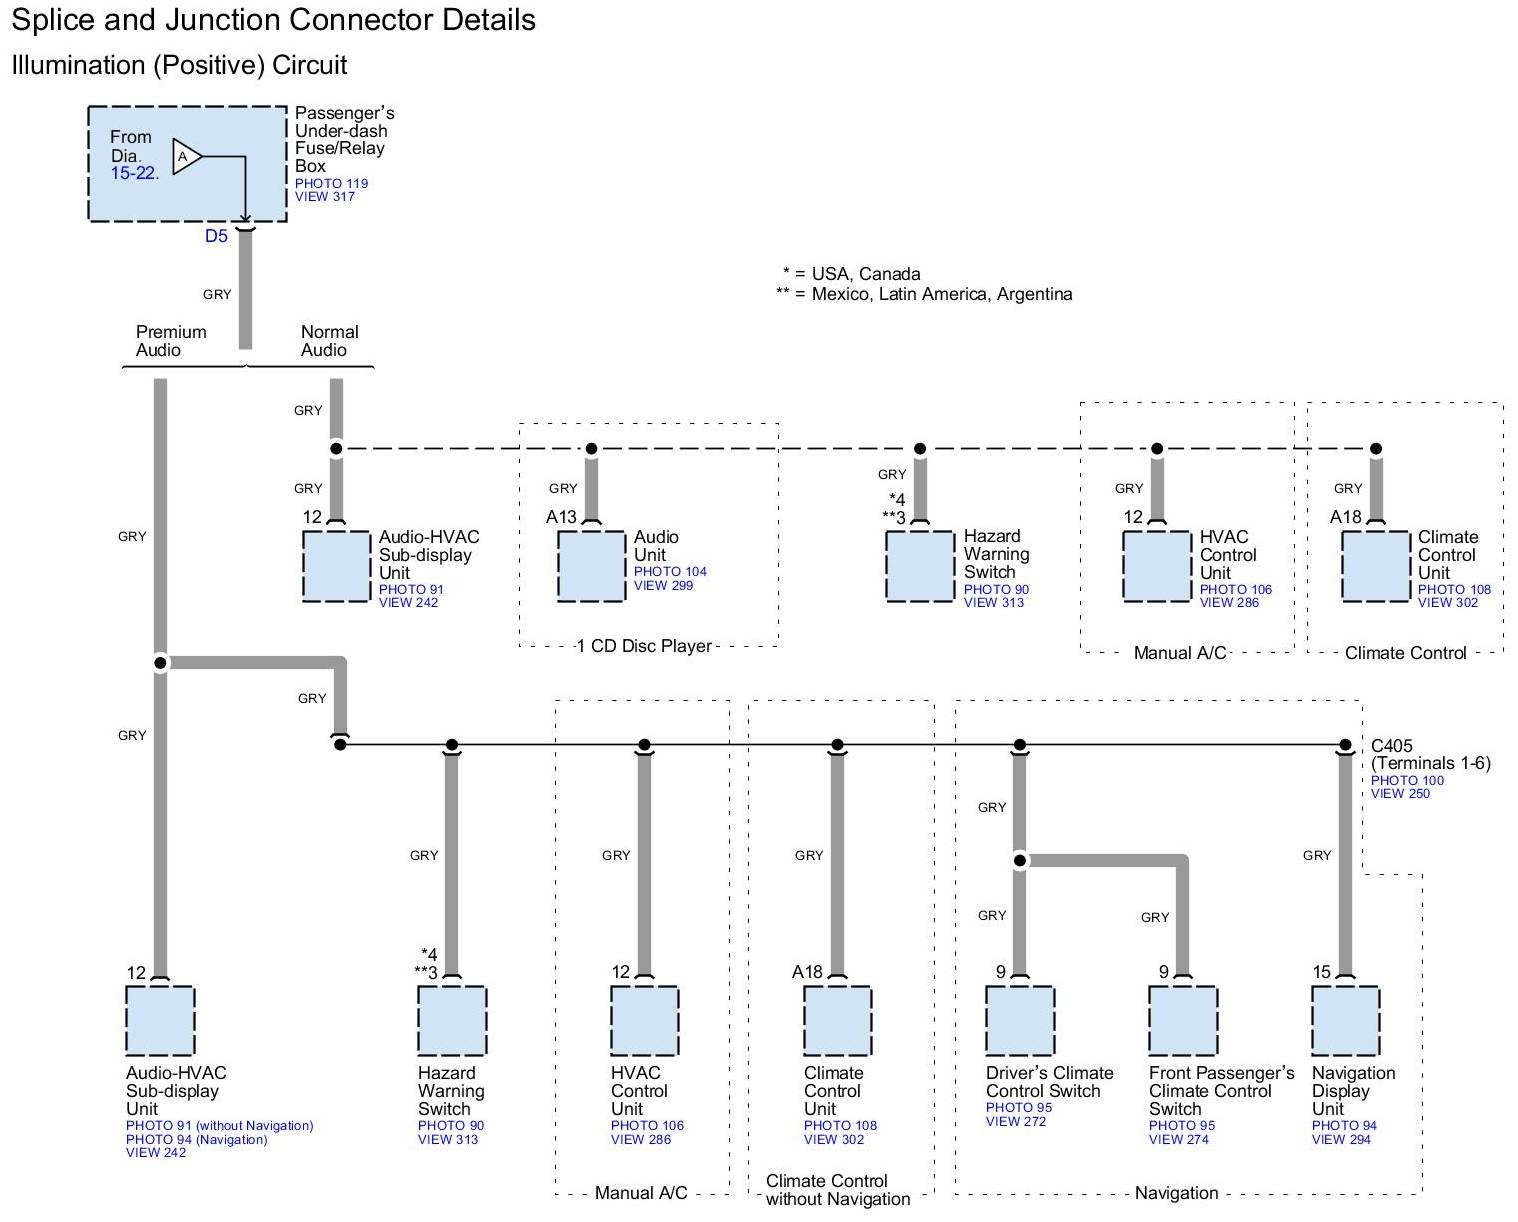 Splice and Junction Connector Details
Illumination (Positive) Circuit
From
Dia.
15-22.
A
Passenger's
Under-dash
Fuse/Relay
Box
PHOTO 119
VIEW 317
D5
GRY
* = USA, Canada
** = Mexico, Latin America, Argentina
Premium
Audio
Normal
Audio
GRY
GRY
12
Audio-HVAC
Sub-display
Unit
PHOTO 91
VIEW 242
GRY
A13
Audio
Unit
PHOTO 104
VIEW 299
1 CD Disc Player
GRY
*4
**3
Hazard
Warning
Switch
PHOTO 90
VIEW 313
GRY
12
HVAC
Control
Unit
PHOTO 106
VIEW 286
Manual A/C
GRY
A18
Climate
Control
Unit
PHOTO 108
VIEW 302
Climate Control
GRY
GRY
GRY
C405
(Terminals 1-6)
PHOTO 100
VIEW 250
12
Audio-HVAC
Sub-display
Unit
PHOTO 91 (without Navigation)
PHOTO 94 (Navigation)
VIEW 242
GRY
*4
**3
Hazard
Warning
Switch
PHOTO 90
VIEW 313
GRY
12
HVAC
Control
Unit
PHOTO 106
VIEW 286
Manual A/C
GRY
A18
Climate
Control
Unit
PHOTO 108
VIEW 302
Climate Control
without Navigation
GRY
GRY
9
Driver's Climate
Control Switch
PHOTO 95
VIEW 272
GRY
9
Front Passenger's
Climate Control
Switch
PHOTO 95
VIEW 274
GRY
15
Navigation
Display
Unit
PHOTO 94
VIEW 294
Navigation